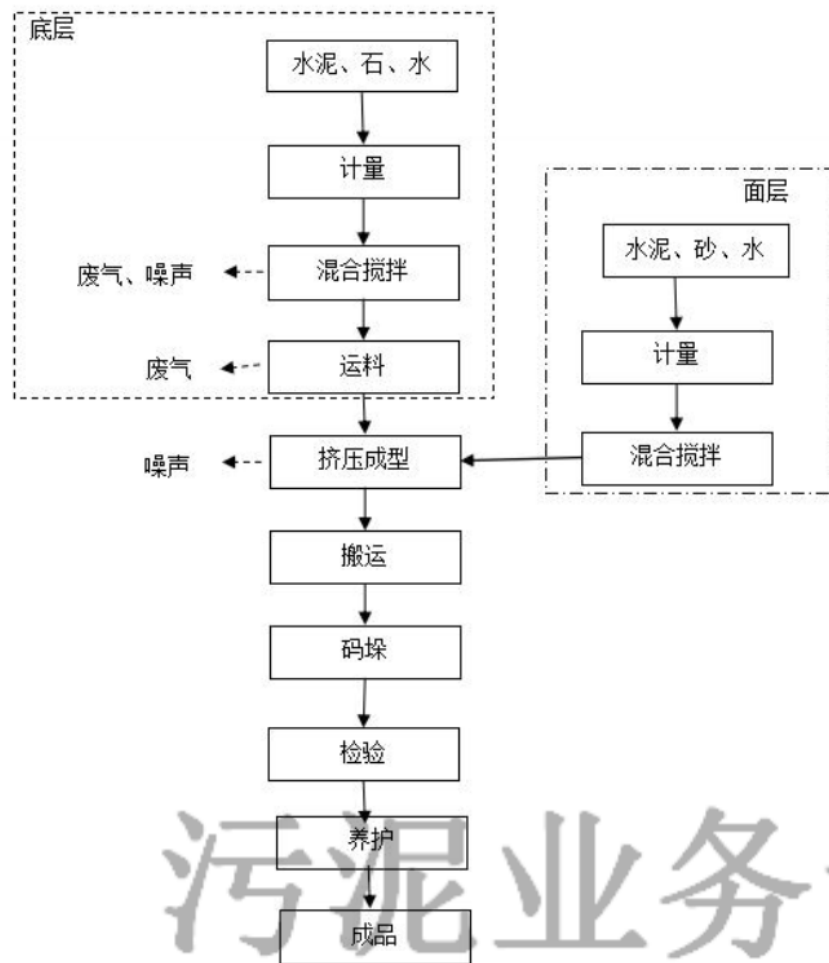 底层
水泥、石、水
计量
面层
水泥、砂、水
废气、噪声
混合搅拌
计量
废气
运料
噪声
挤压成型
混合搅拌
搬运
码垛
检验
养护
成品
污泥业务